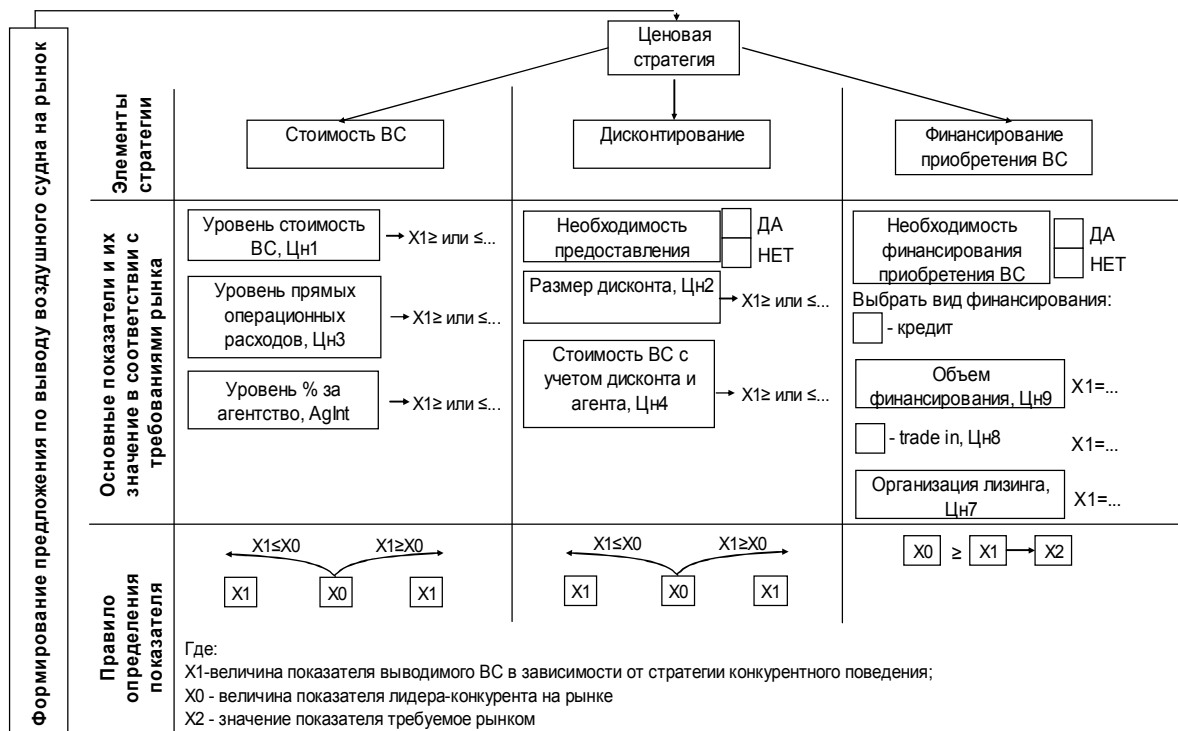 Формирование предложения по выводу воздушного судна на рынок
Ценовая
стратегия
Элементы
стратегии
Стоимость ВС
Дисконтирование
Финансирование
приобретения ВС
Основные показатели и их
значение в соответствии с
требованиями рынка
Уровень стоимость
ВС, Цн1
X1≥ или ≤...
Уровень прямых
операционных
расходов, Цн3
X1≥ или ≤...
Уровень % за
агентство, AgInt
X1≥ или ≤...
Необходимость
предоставления
ДА
НЕТ
Размер дисконта, Цн2
X1≥ или ≤...
Стоимость ВС с
учетом дисконта и
агента, Цн4
X1≥ или ≤...
Необходимость
финансирования
приобретения ВС
ДА
НЕТ
Выбрать вид финансирования:
- кредит
Объем
финансирования, Цн9
X1=...
- trade in, Цн8
X1=...
Организация лизинга,
Цн7
X1=...
Правило
определения
показателя
X1≤X0 X1≥X0
X1 X0 X1
X1≤X0 X1≥X0
X1 X0 X1
X0 ≥ X1 X2
Где:
X1-величина показателя выводимого ВС в зависимости от стратегии конкурентного поведения;
X0 - величина показателя лидера-конкурента на рынке
X2 - значение показателя требуемое рынком